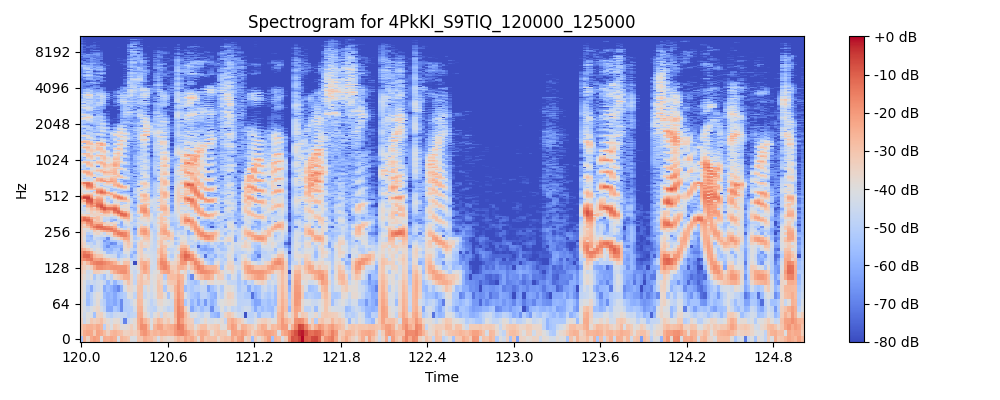 Spectrogram for 4PkKI_S9TIQ_120000_125000
8192
4096
2048
1024
512
256
128
64
0
Hz
120.0 120.6 121.2 121.8 122.4 123.0 123.6 124.2 124.8
Time
+0 dB
-10 dB
-20 dB
-30 dB
-40 dB
-50 dB
-60 dB
-70 dB
-80 dB